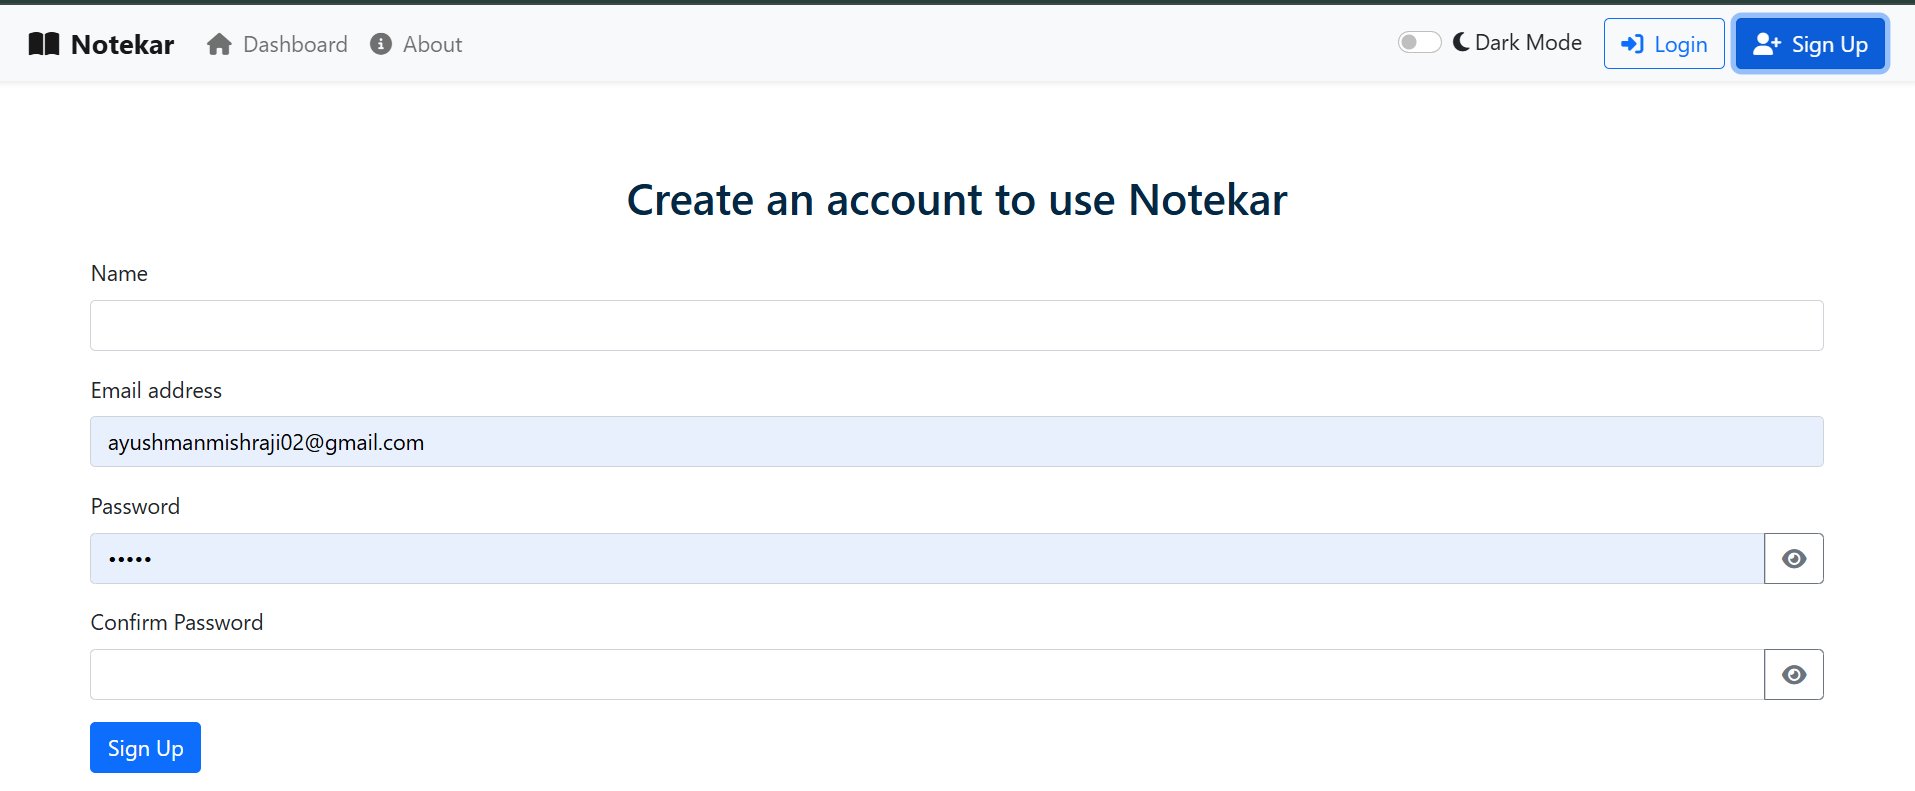 Notekar Dashboard About Dark Mode Login Sign Up
Create an account to use Notekar
Name
Email address
ayushmanmishraji02@gmail.com
Password
•••••
Confirm Password
Sign Up